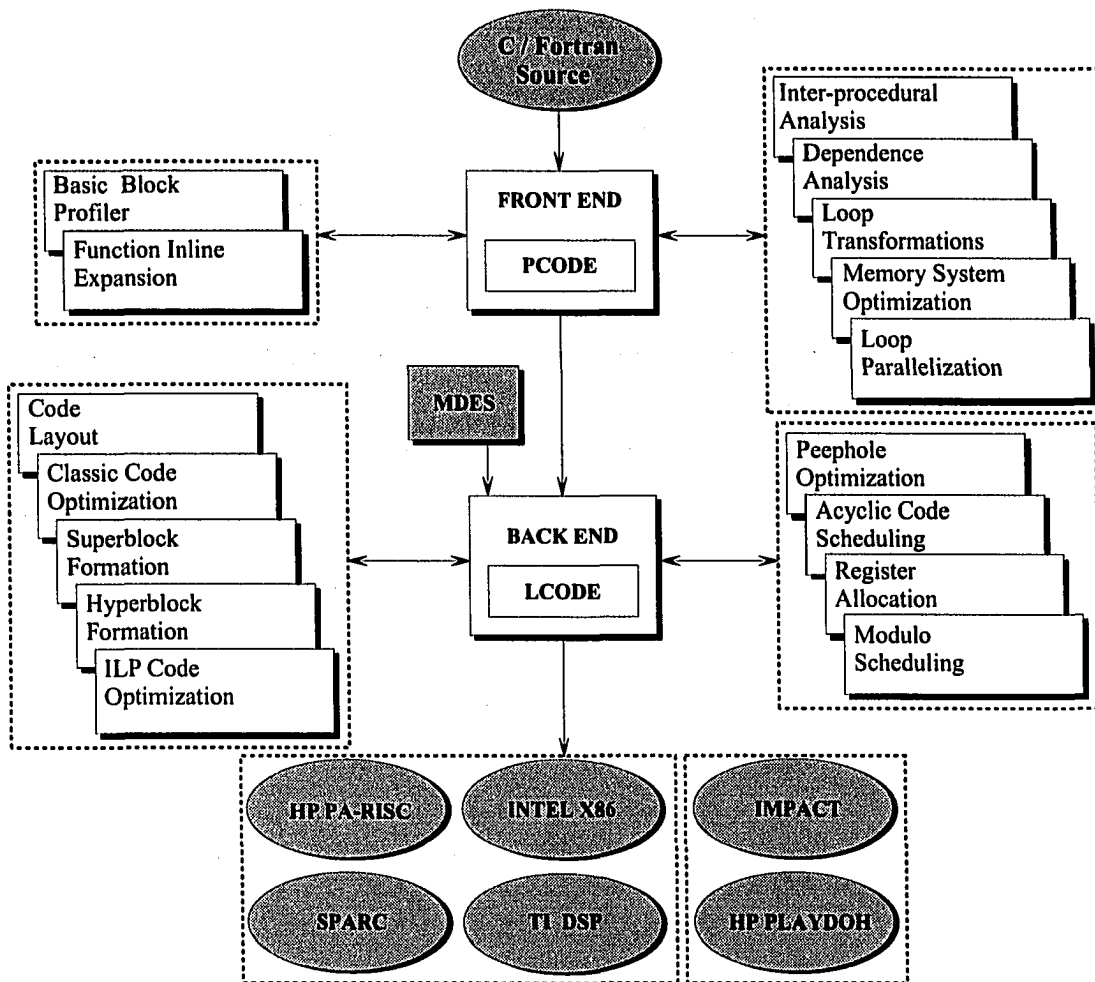 C / Fortran
Source
Inter-procedural
Analysis
Dependence
Analysis
Loop
Transformations
Memory System
Optimization
Loop
Parallelization
Basic Block
Profiler
Function Inline
Expansion
FRONT END
PCODE
MDES
Code
Layout
Classic Code
Optimization
Superblock
Formation
Hyperblock
Formation
ILP Code
Optimization
BACK END
LCODE
Peephole
Optimization
Acyclic Code
Scheduling
Register
Allocation
Modulo
Scheduling
HP PA-RISC
INTEL X86
IMPACT
SPARC
TI DSP
HP PLAYDOH